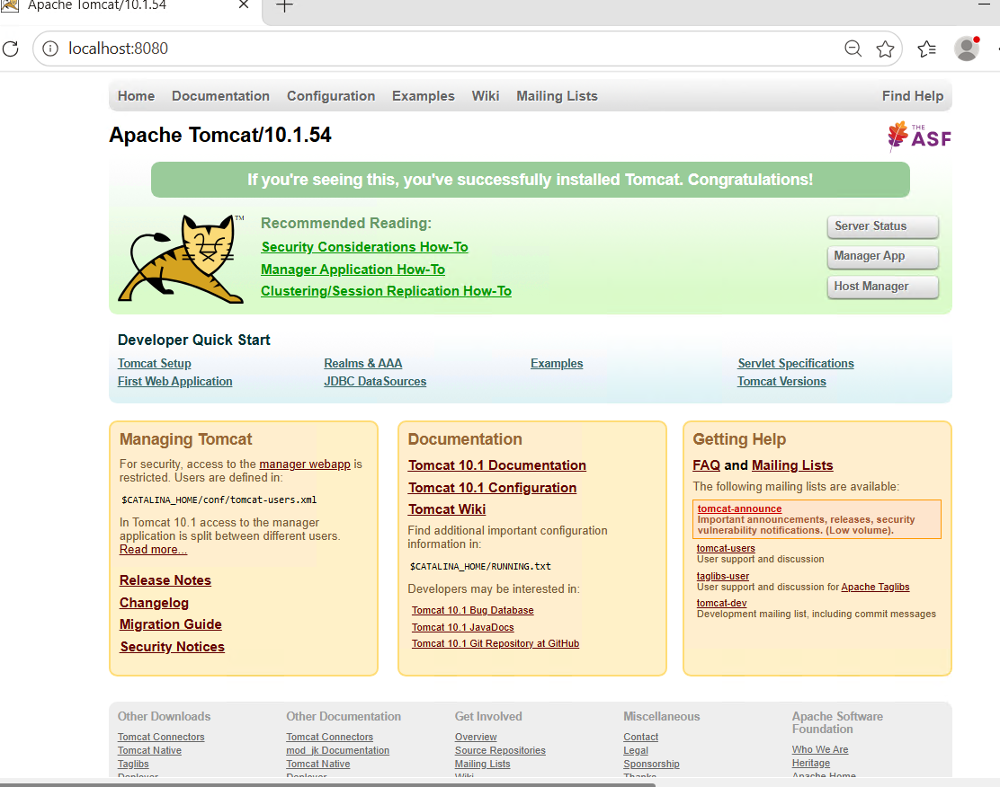 Apache Tomcat/10.1.54
localhost:8080
Home Documentation Configuration Examples Wiki Mailing Lists Find Help
Apache Tomcat/10.1.54
THE
ASF
If you're seeing this, you've successfully installed Tomcat. Congratulations!
TM
Recommended Reading:
Security Considerations How-To
Manager Application How-To
Clustering/Session Replication How-To
Server Status
Manager App
Host Manager
Developer Quick Start
Tomcat Setup
First Web Application
Realms & AAA
JDBC DataSources
Examples
Servlet Specifications
Tomcat Versions
Managing Tomcat
For security, access to the manager webapp is
restricted. Users are defined in:
$CATALINA_HOME/conf/tomcat-users.xml
In Tomcat 10.1 access to the manager
application is split between different users.
Read more...
Release Notes
Changelog
Migration Guide
Security Notices
Documentation
Tomcat 10.1 Documentation
Tomcat 10.1 Configuration
Tomcat Wiki
Find additional important configuration
information in:
$CATALINA_HOME/RUNNING.txt
Developers may be interested in:
Tomcat 10.1 Bug Database
Tomcat 10.1 JavaDocs
Tomcat 10.1 Git Repository at GitHub
Getting Help
FAQ and Mailing Lists
The following mailing lists are available:
tomcat-announce
Important announcements, releases, security
vulnerability notifications. (Low volume).
tomcat-users
User support and discussion
taglibs-user
User support and discussion for Apache Taglibs
tomcat-dev
Development mailing list, including commit messages
Other Downloads
Tomcat Connectors
Tomcat Native
Taglibs
Deployer
Other Documentation
Tomcat Connectors
mod_jk Documentation
Tomcat Native
Deployer
Get Involved
Overview
Source Repositories
Mailing Lists
Wiki
Miscellaneous
Contact
Legal
Sponsorship
Thanks
Apache Software
Foundation
Who We Are
Heritage
Apache Home